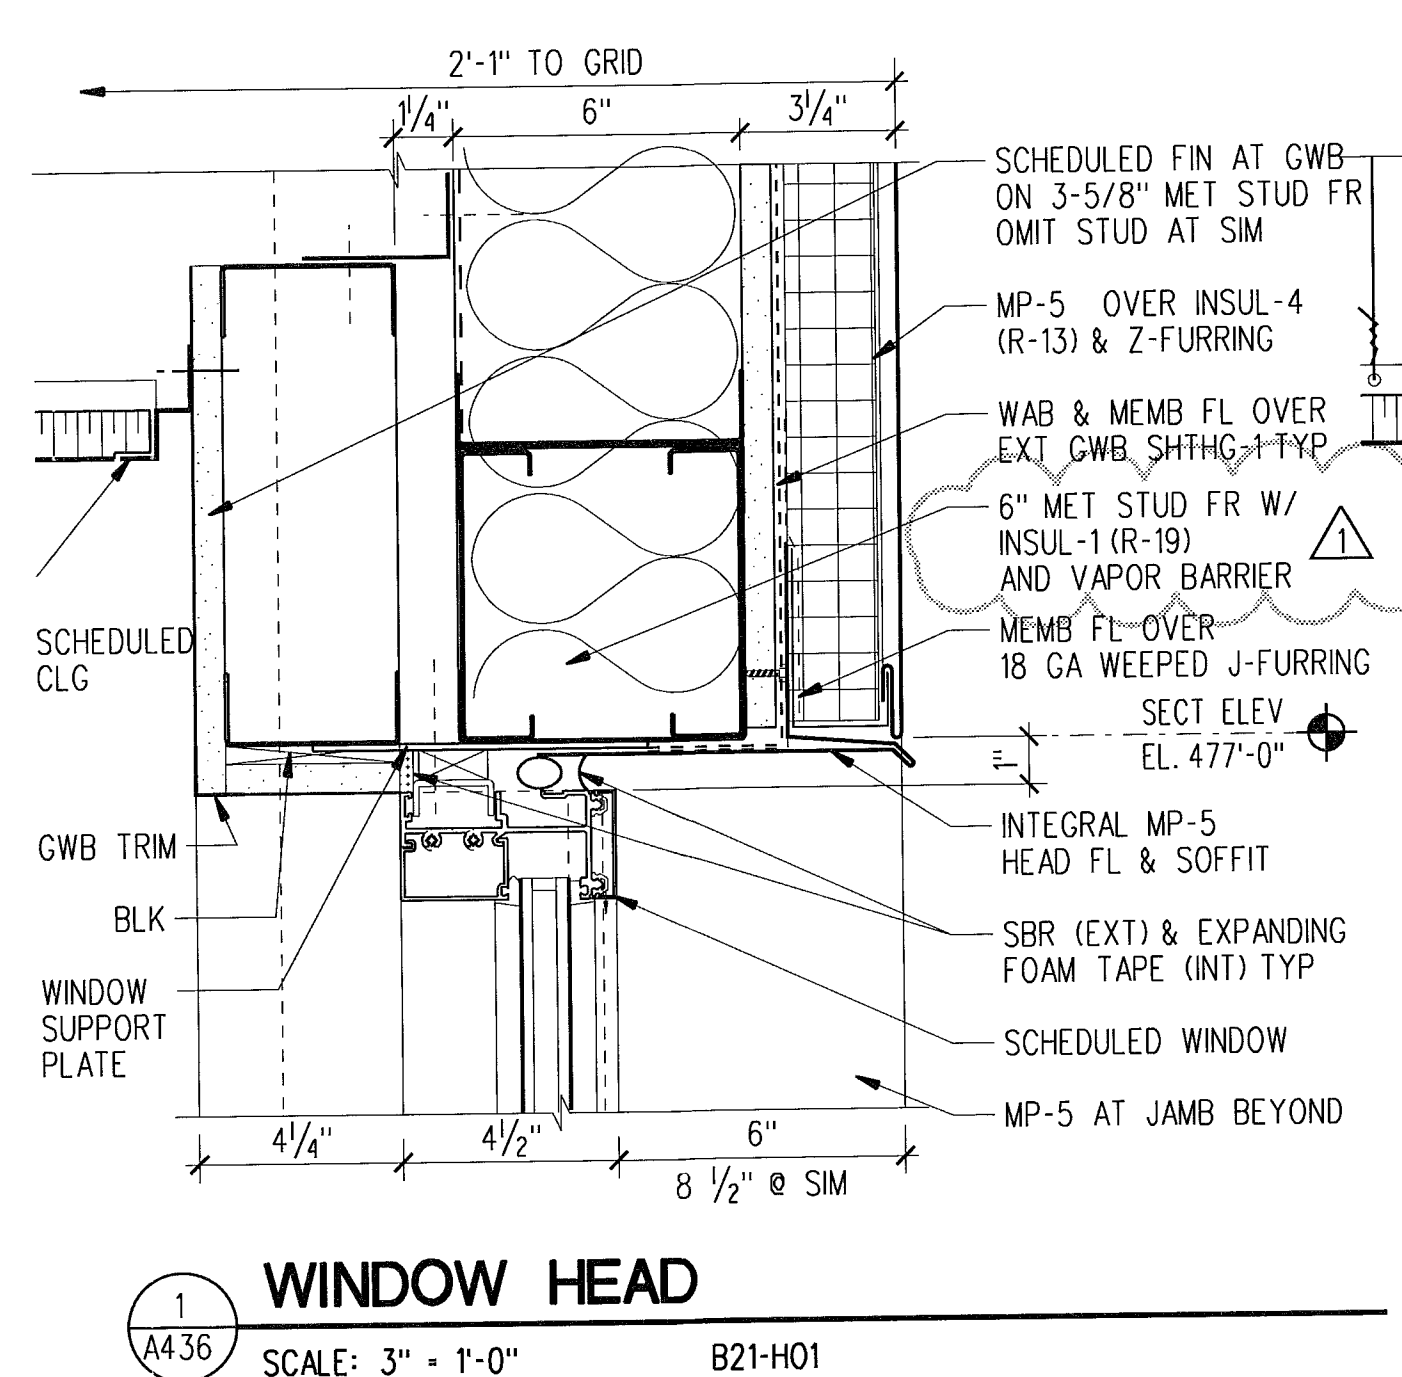 2'-1" TO GRID
1 1/4" 6" 3 1/4"
SCHEDULED FIN AT GWB
ON 3-5/8" MET STUD FR
OMIT STUD AT SIM
MP-5 OVER INSUL-4
(R-13) & Z-FURRING
WAB & MEMB FL OVER
EXT GWB SHTHG-1 TYP
6" MET STUD FR W/
INSUL-1 (R-19)
AND VAPOR BARRIER
1
MEMB FL OVER
18 GA WEEPED J-FURRING
SECT ELEV
EL. 477'-0"
1"
INTEGRAL MP-5
HEAD FL & SOFFIT
SBR (EXT) & EXPANDING
FOAM TAPE (INT) TYP
SCHEDULED WINDOW
MP-5 AT JAMB BEYOND
SCHEDULED
CLG
GWB TRIM
BLK
WINDOW
SUPPORT
PLATE
4 1/4" 4 1/2" 6"
8 1/2" @ SIM
1
A436
WINDOW HEAD
SCALE: 3" = 1'-0" B21-H01